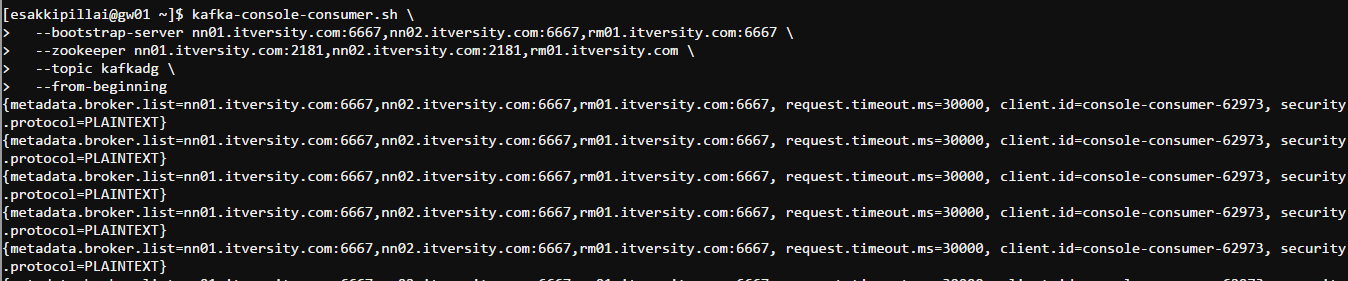 [esakkipillai@gw01 ~]$ kafka-console-consumer.sh \
>   --bootstrap-server nn01.itversity.com:6667,nn02.itversity.com:6667,rm01.itversity.com:6667 \
>   --zookeeper nn01.itversity.com:2181,nn02.itversity.com:2181,rm01.itversity.com \
>   --topic kafkadg \
>   --from-beginning
{metadata.broker.list=nn01.itversity.com:6667,nn02.itversity.com:6667,rm01.itversity.com:6667, request.timeout.ms=30000, client.id=console-consumer-62973, security
.protocol=PLAINTEXT}
{metadata.broker.list=nn01.itversity.com:6667,nn02.itversity.com:6667,rm01.itversity.com:6667, request.timeout.ms=30000, client.id=console-consumer-62973, security
.protocol=PLAINTEXT}
{metadata.broker.list=nn01.itversity.com:6667,nn02.itversity.com:6667,rm01.itversity.com:6667, request.timeout.ms=30000, client.id=console-consumer-62973, security
.protocol=PLAINTEXT}
{metadata.broker.list=nn01.itversity.com:6667,nn02.itversity.com:6667,rm01.itversity.com:6667, request.timeout.ms=30000, client.id=console-consumer-62973, security
.protocol=PLAINTEXT}
{metadata.broker.list=nn01.itversity.com:6667,nn02.itversity.com:6667,rm01.itversity.com:6667, request.timeout.ms=30000, client.id=console-consumer-62973, security
.protocol=PLAINTEXT}